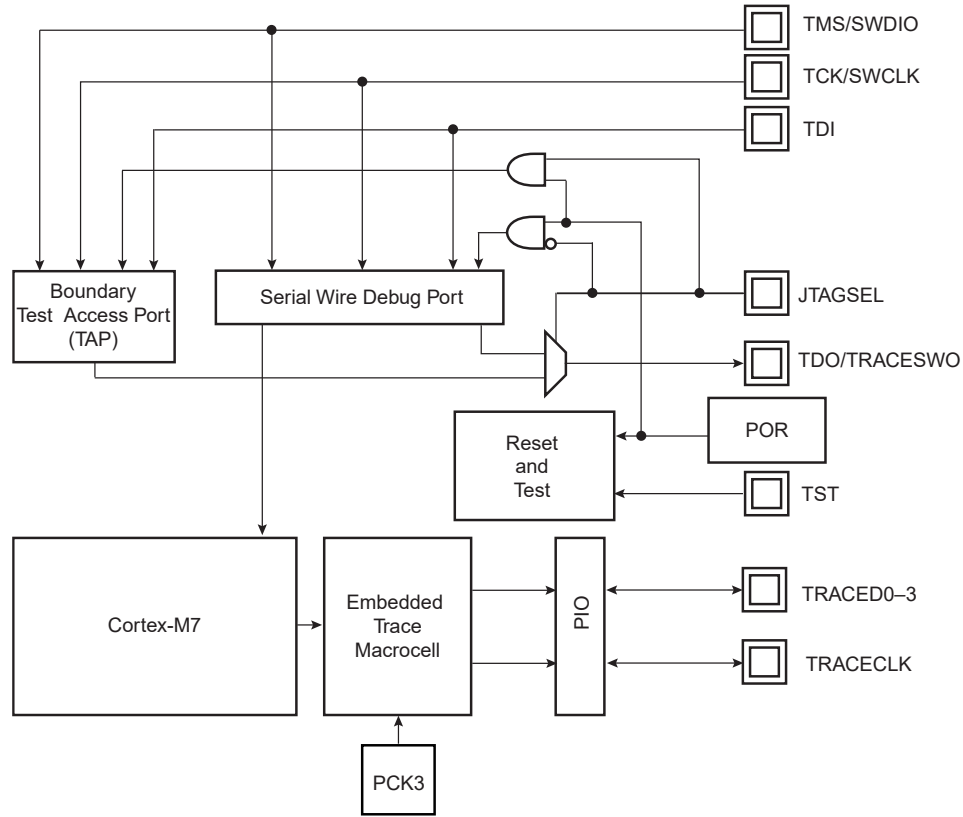 TMS/SWDIO
TCK/SWCLK
TDI
Boundary
Test Access Port
(TAP)
Serial Wire Debug Port
JTAGSEL
TDO/TRACESWO
POR
Reset
and
Test
TST
Cortex-M7
Embedded
Trace
Macrocell
PIO
TRACED0–3
TRACECLK
PCK3